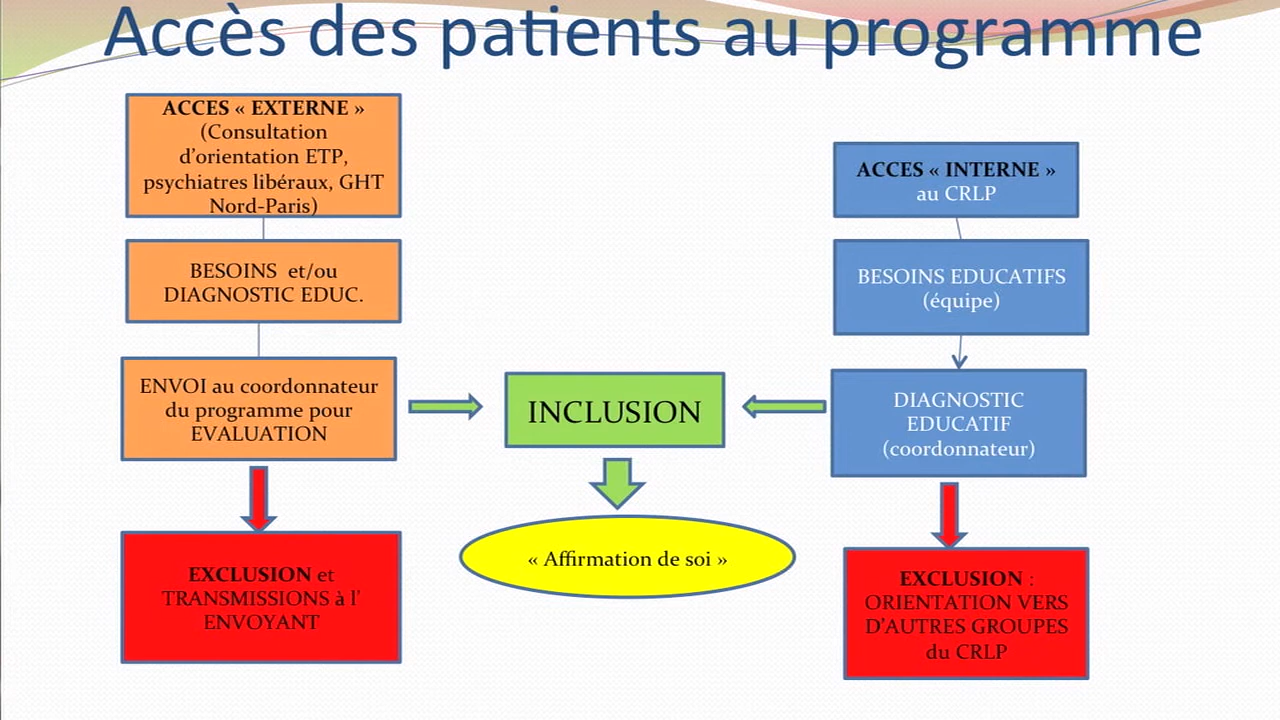 Accès des patients au programme
ACCES « EXTERNE »
(Consultation
d'orientation ETP,
psychiatres libéraux, GHT
Nord-Paris)
BESOINS et/ou
DIAGNOSTIC EDUC.
ENVOI au coordonnateur
du programme pour
EVALUATION
EXCLUSION et
TRANSMISSIONS à l'
ENVOYANT
INCLUSION
« Affirmation de soi »
ACCES « INTERNE »
au CRLP
BESOINS EDUCATIFS
(équipe)
DIAGNOSTIC
EDUCATIF
(coordonnateur)
EXCLUSION :
ORIENTATION VERS
D'AUTRES GROUPES
du CRLP